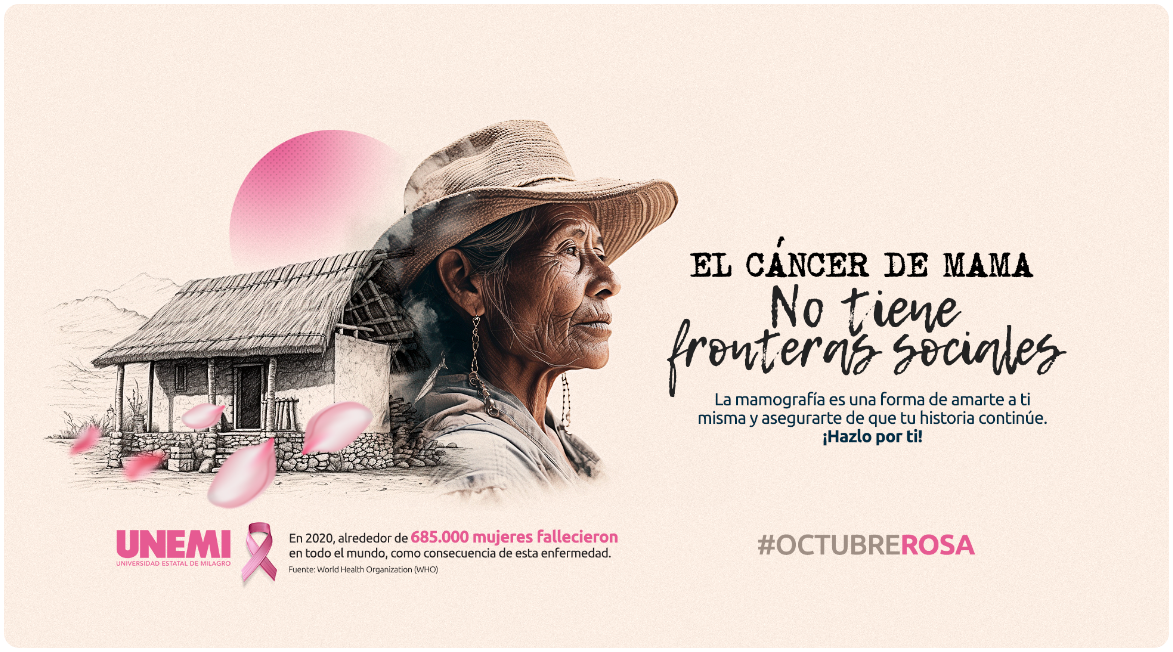 EL CÁNCER DE MAMA
No tiene
fronteras sociales
La mamografía es una forma de amarte a ti
misma y asegurarte de que tu historia continúe.
¡Hazlo por ti!
UNEMI
UNIVERSIDAD ESTATAL DE MILAGRO
En 2020, alrededor de 685.000 mujeres fallecieron
en todo el mundo, como consecuencia de esta enfermedad.
Fuente: World Health Organization (WHO)
#OCTUBREROSA